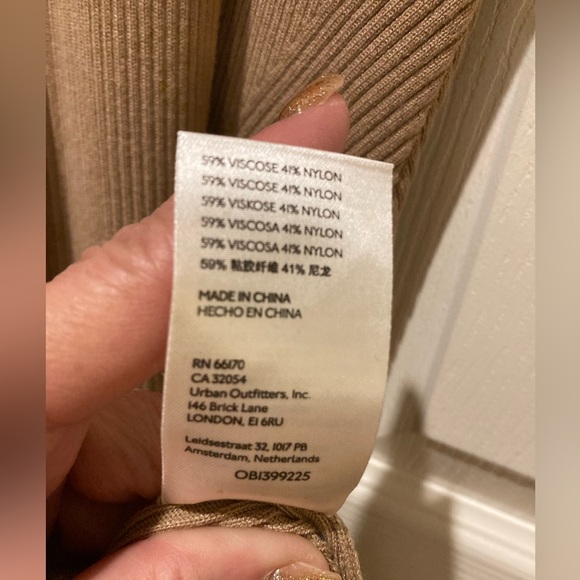 59% VISCOSE 41% NYLON
59% VISCOSE 41% NYLON
59% VISKOSE 41% NYLON
59% VISCOSA 41% NYLON
59% VISCOSA 41% NYLON
59% 粘胶纤维 41% 尼龙
MADE IN CHINA
HECHO EN CHINA
RN 66170
CA 32054
Urban Outfitters, Inc.
146 Brick Lane
LONDON, E1 6RU
Leidsestraat 32, 1017 PB
Amsterdam, Netherlands
OB1399225